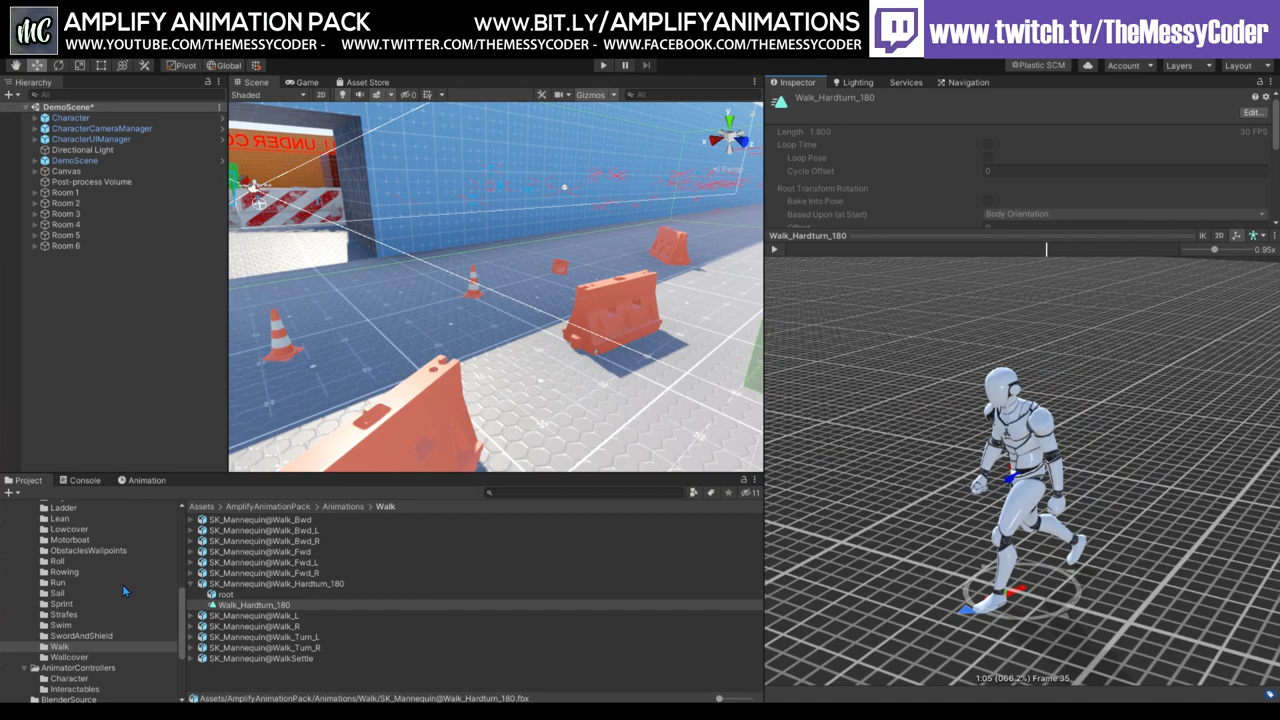 mc
AMPLIFY ANIMATION PACK
WWW.BIT.LY/AMPLIFYANIMATIONS
WWW.YOUTUBE.COM/THEMESSYCODER - WWW.TWITTER.COM/THEMESSYCODER - WWW.FACEBOOK.COM/THEMESSYCODER
www.twitch.tv/TheMessyCoder
Pivot
Global
Plastic SCM
Account
Layers
Layout
Hierarchy
All
DemoScene*
Character
CharacterCameraManager
CharacterUIManager
Directional Light
DemoScene
Canvas
Post-process Volume
Room 1
Room 2
Room 3
Room 4
Room 5
Room 6
Scene
Game
Asset Store
Shaded
2D
0
Gizmos
All
y
x
z
Persp
Inspector
Lighting
Services
Navigation
Walk_Hardturn_180
Edit...
Length 1.800
30 FPS
Loop Time
Loop Pose
Cycle Offset
0
Root Transform Rotation
Bake Into Pose
Based Upon (at Start)
Body Orientation
Walk_Hardturn_180
IK
2D
0.95x
1:05 (066.2%) Frame 35
Project
Console
Animation
11
Ladder
Lean
Lowcover
Motorboat
ObstaclesWallpoints
Roll
Rowing
Run
Sail
Sprint
Strafes
Swim
SwordAndShield
Walk
Wallcover
AnimatorControllers
Character
Interactables
BlenderSource
Assets
AmplifyAnimationPack
Animations
Walk
SK_Mannequin@Walk_Bwd
SK_Mannequin@Walk_Bwd_L
SK_Mannequin@Walk_Bwd_R
SK_Mannequin@Walk_Fwd
SK_Mannequin@Walk_Fwd_L
SK_Mannequin@Walk_Fwd_R
SK_Mannequin@Walk_Hardturn_180
root
Walk_Hardturn_180
SK_Mannequin@Walk_L
SK_Mannequin@Walk_R
SK_Mannequin@Walk_Turn_L
SK_Mannequin@Walk_Turn_R
SK_Mannequin@WalkSettle
Assets/AmplifyAnimationPack/Animations/Walk/SK_Mannequin@Walk_Hardturn_180.fbx